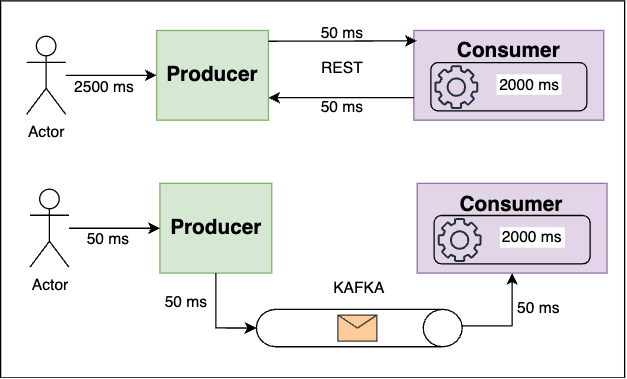 50 ms
Producer
REST
Consumer
2000 ms
2500 ms
50 ms
Actor
Producer
Consumer
50 ms
2000 ms
Actor
50 ms
KAFKA
50 ms